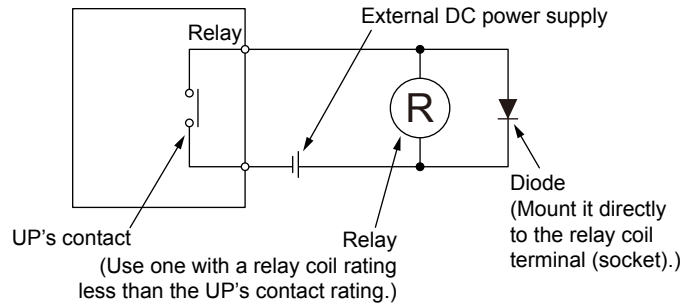 External DC power supply
Relay
R
Diode
(Mount it directly
to the relay coil
terminal (socket).)
UP's contact
Relay
(Use one with a relay coil rating
less than the UP's contact rating.)